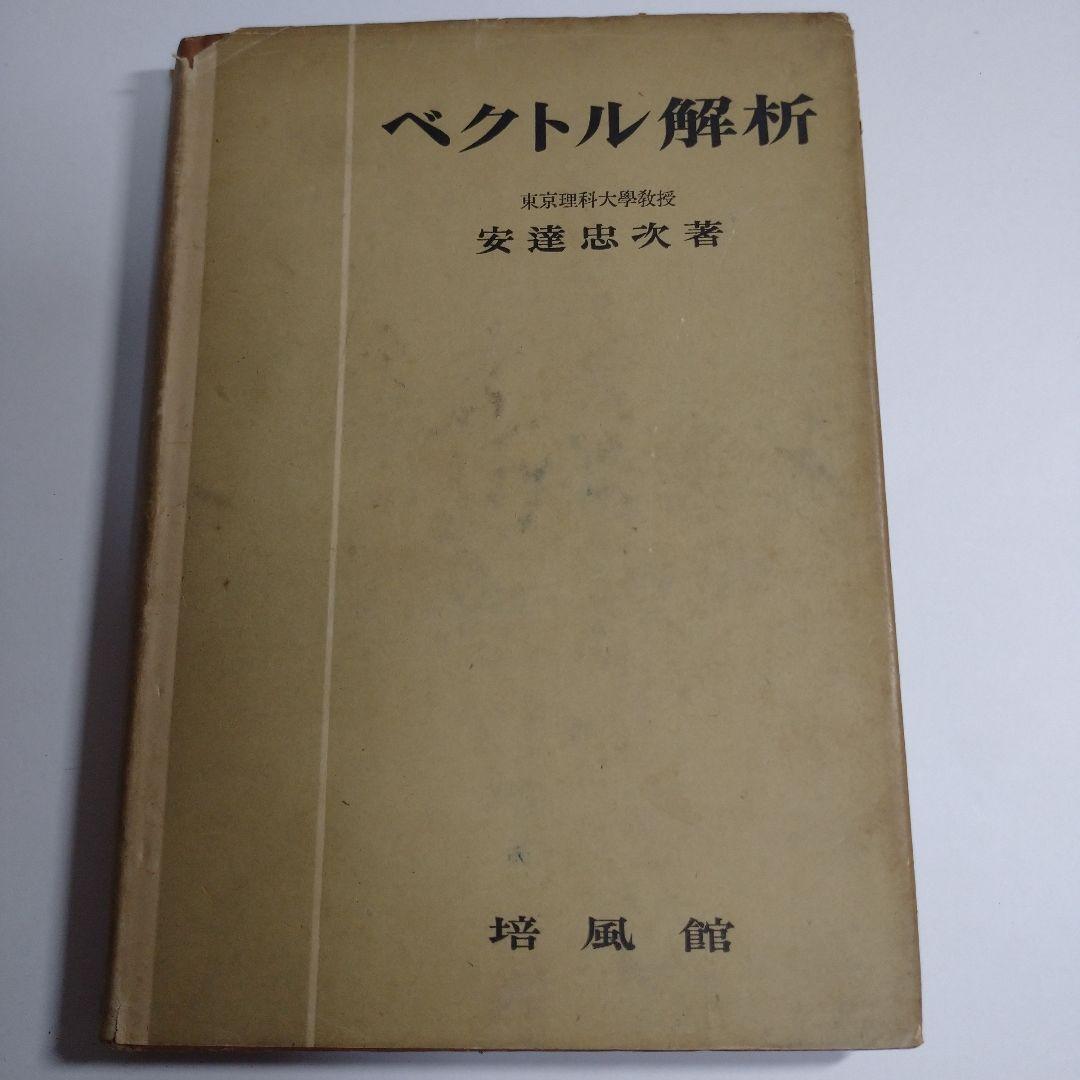 ベクトル解析
東京理科大學教授
安達忠次著
培風館